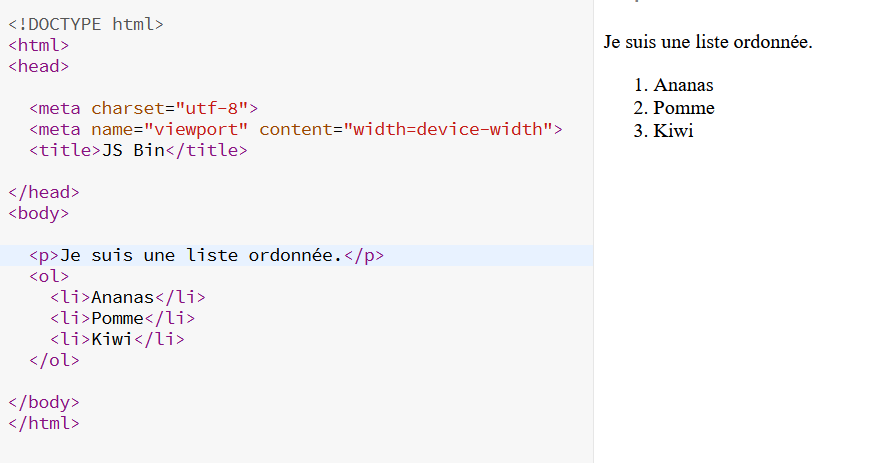 <!DOCTYPE html>
<html>
<head>
<meta charset="utf-8">
<meta name="viewport" content="width=device-width">
<title>JS Bin</title>
</head>
<body>
<p>Je suis une liste ordonnée.</p>
<ol>
<li>Ananas</li>
<li>Pomme</li>
<li>Kiwi</li>
</ol>
</body>
</html>
Je suis une liste ordonnée.
1. Ananas
2. Pomme
3. Kiwi